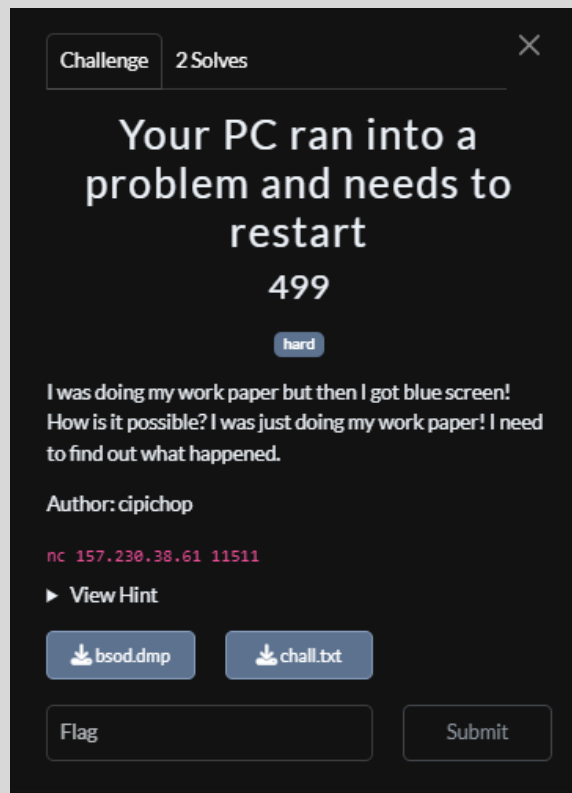 Challenge
2 Solves
Your PC ran into a
problem and needs to
restart
499
hard
I was doing my work paper but then I got blue screen!
How is it possible? I was just doing my work paper! I need
to find out what happened.
Author: cipichop
nc 157.230.38.61 11511
View Hint
bsod.dmp
chall.txt
Flag
Submit